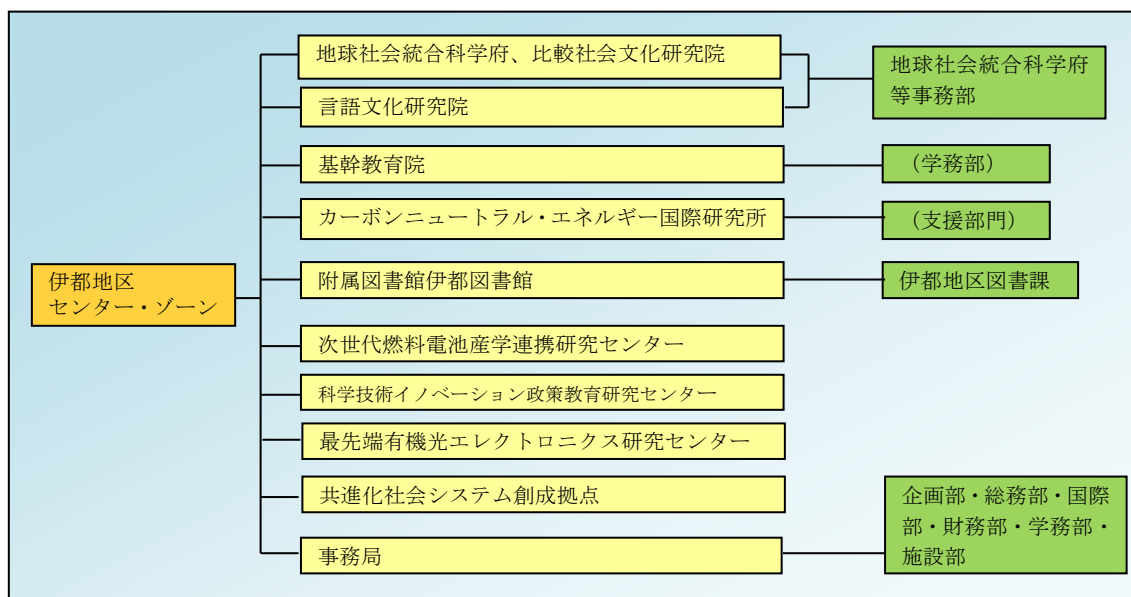 地球社会統合科学府、比較社会文化研究院
地球社会統合科学府
等事務部
言語文化研究院
基幹教育院
（学務部）
カーボンニュートラル・エネルギー国際研究所
（支援部門）
伊都地区
センター・ゾーン
附属図書館伊都図書館
伊都地区図書課
次世代燃料電池産学連携研究センター
科学技術イノベーション政策教育研究センター
最先端有機光エレクトロニクス研究センター
共進化社会システム創成拠点
企画部・総務部・国際
部・財務部・学務部・
施設部
事務局